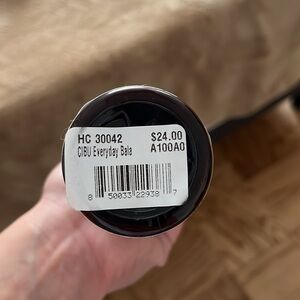 HC 30042 $24.00
CIBU Everyday Bala A100A0
8 50033 22938 7